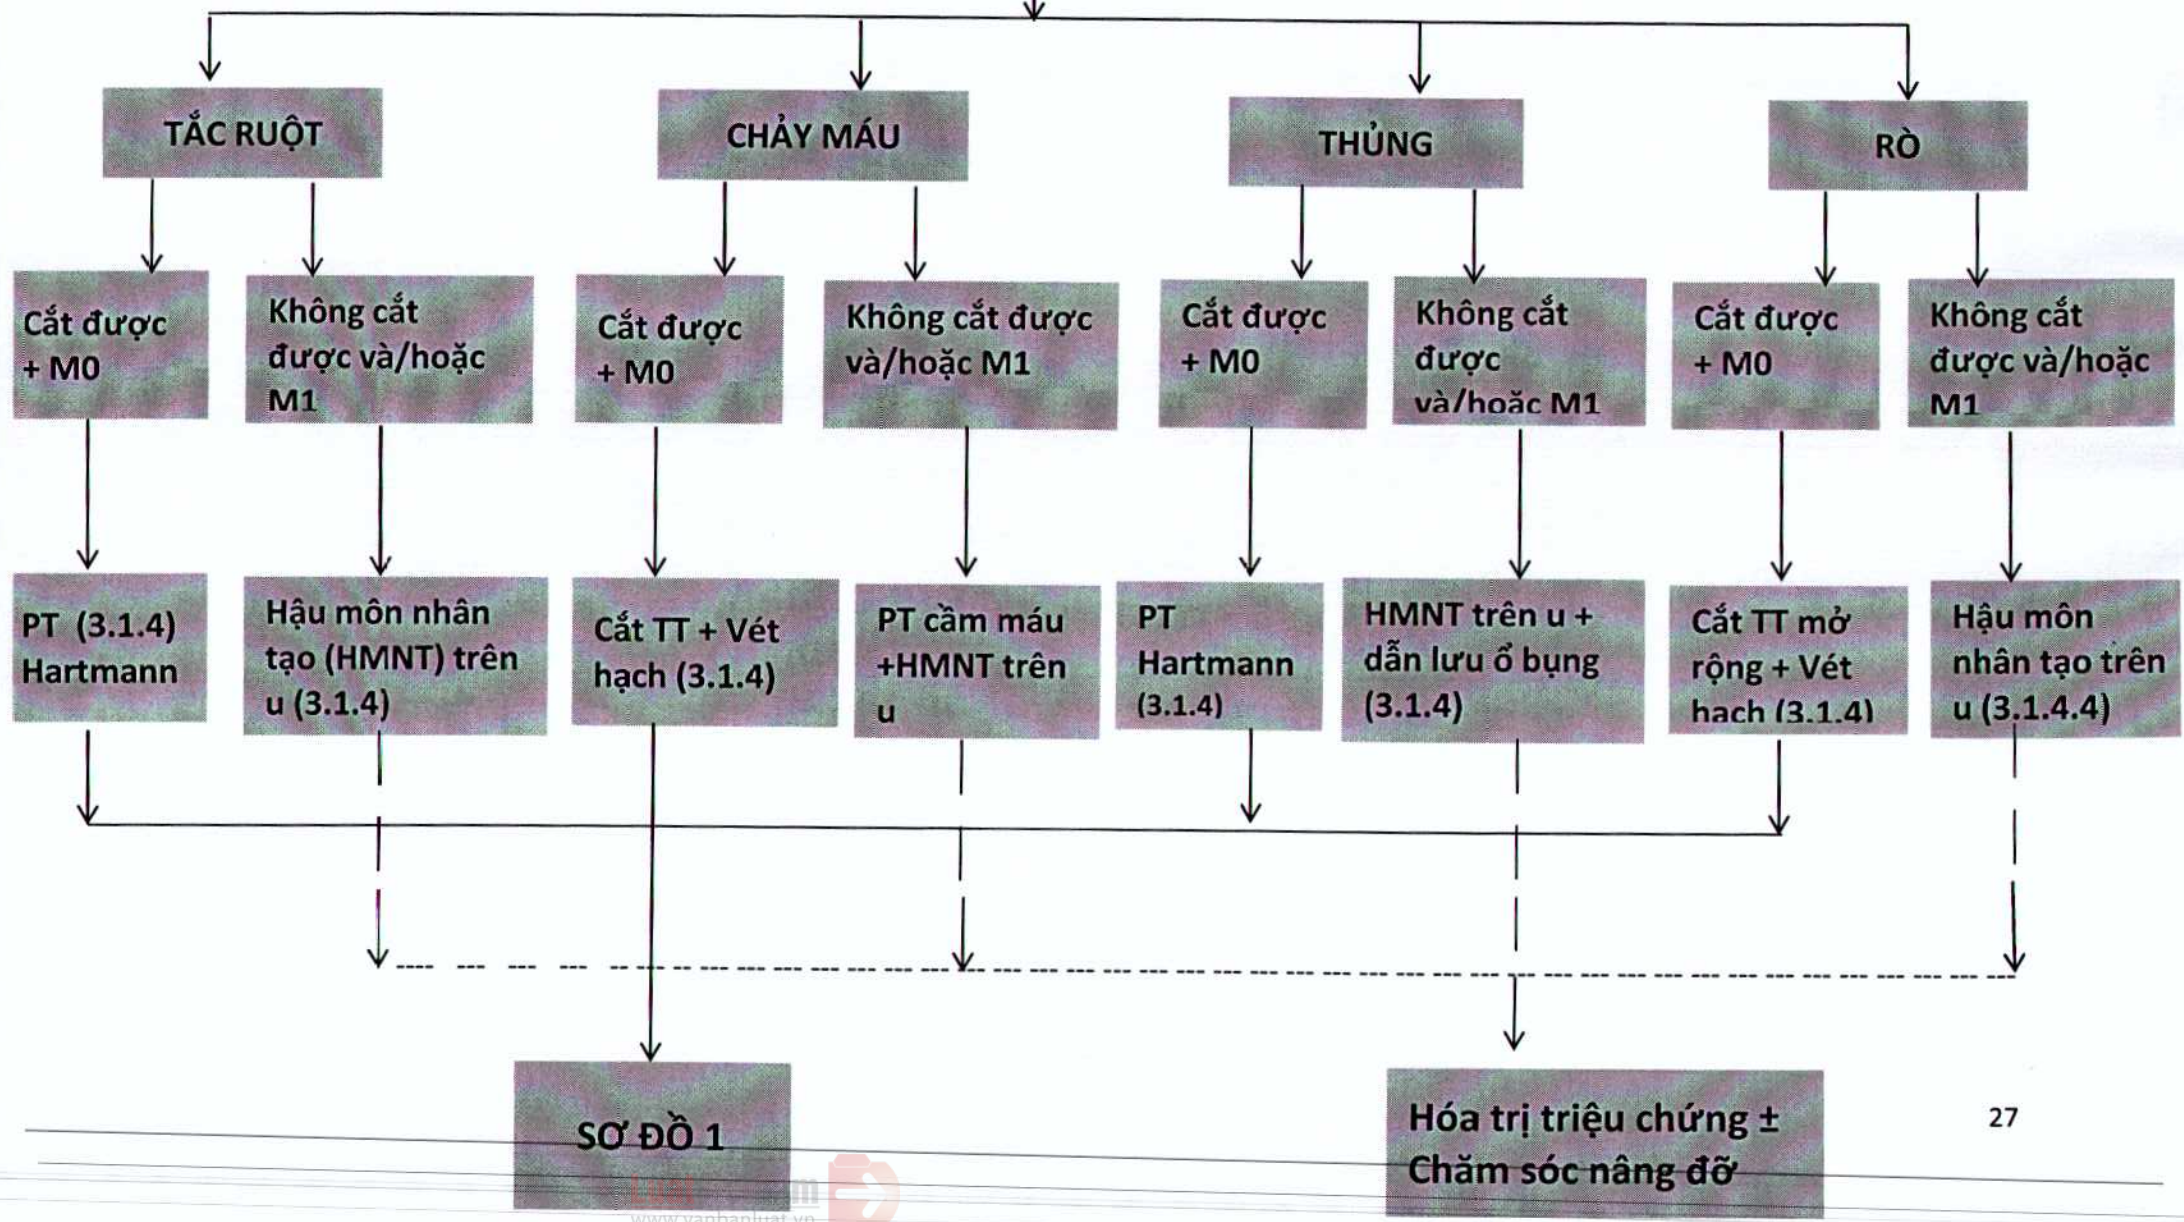 TẮC RUỘT
CHẢY MÁU
THỦNG
RÒ
Cắt được
+ M0
Không cắt
được và/hoặc
M1
Cắt được
+ M0
Không cắt được
và/hoặc M1
Cắt được
+ M0
Không cắt
được
và/hoặc M1
Cắt được
+ M0
Không cắt
được và/hoặc
M1
PT (3.1.4)
Hartmann
Hậu môn nhân
tạo (HMNT) trên
u (3.1.4)
Cắt TT + Vét
hạch (3.1.4)
PT cầm máu
+HMNT trên
u
PT
Hartmann
(3.1.4)
HMNT trên u +
dẫn lưu ổ bụng
(3.1.4)
Cắt TT mở
rộng + Vét
hạch (3.1.4)
Hậu môn
nhân tạo trên
u (3.1.4.4)
SƠ ĐỒ 1
Hóa trị triệu chứng ±
Chăm sóc nâng đỡ
27
www.vanbanluat.vn